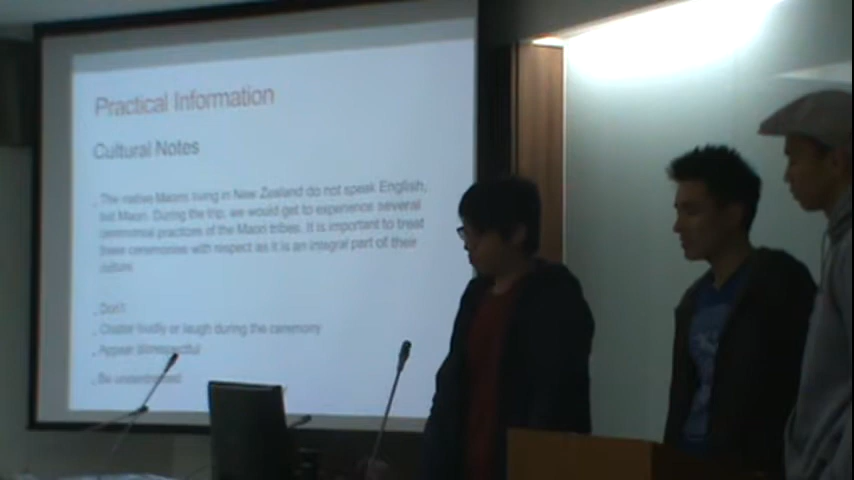 Practical Information
Cultural Notes
. The native Maoris living in New Zealand do not speak English,
but Maori. During the trip, we would get to experience several
ceremonial practices of the Maori tribes. It is important to treat
these ceremonies with respect as it is an integral part of their
culture.
. Don't
. Chatter loudly or laugh during the ceremony
. Appear disrespectful
. Be uninterested